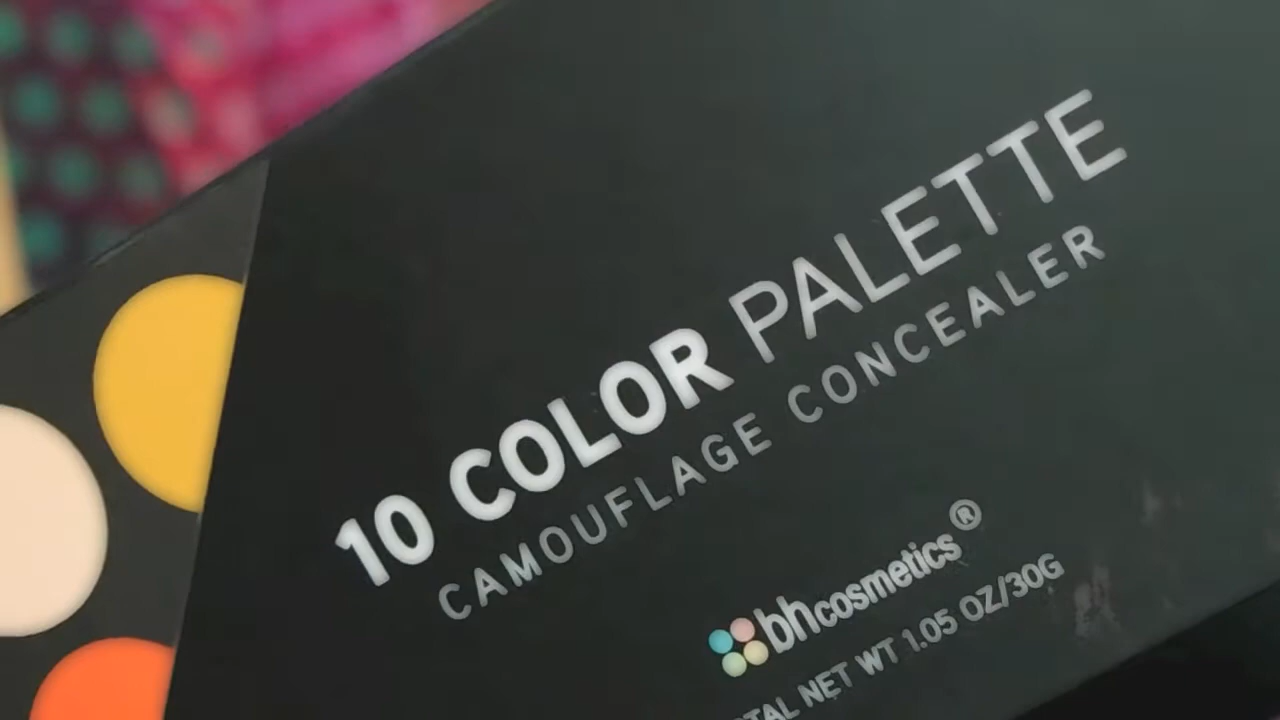 10 COLOR PALETTE
CAMOUFLAGE CONCEALER
bhcosmetics®
NET WT 1.05 OZ/30G